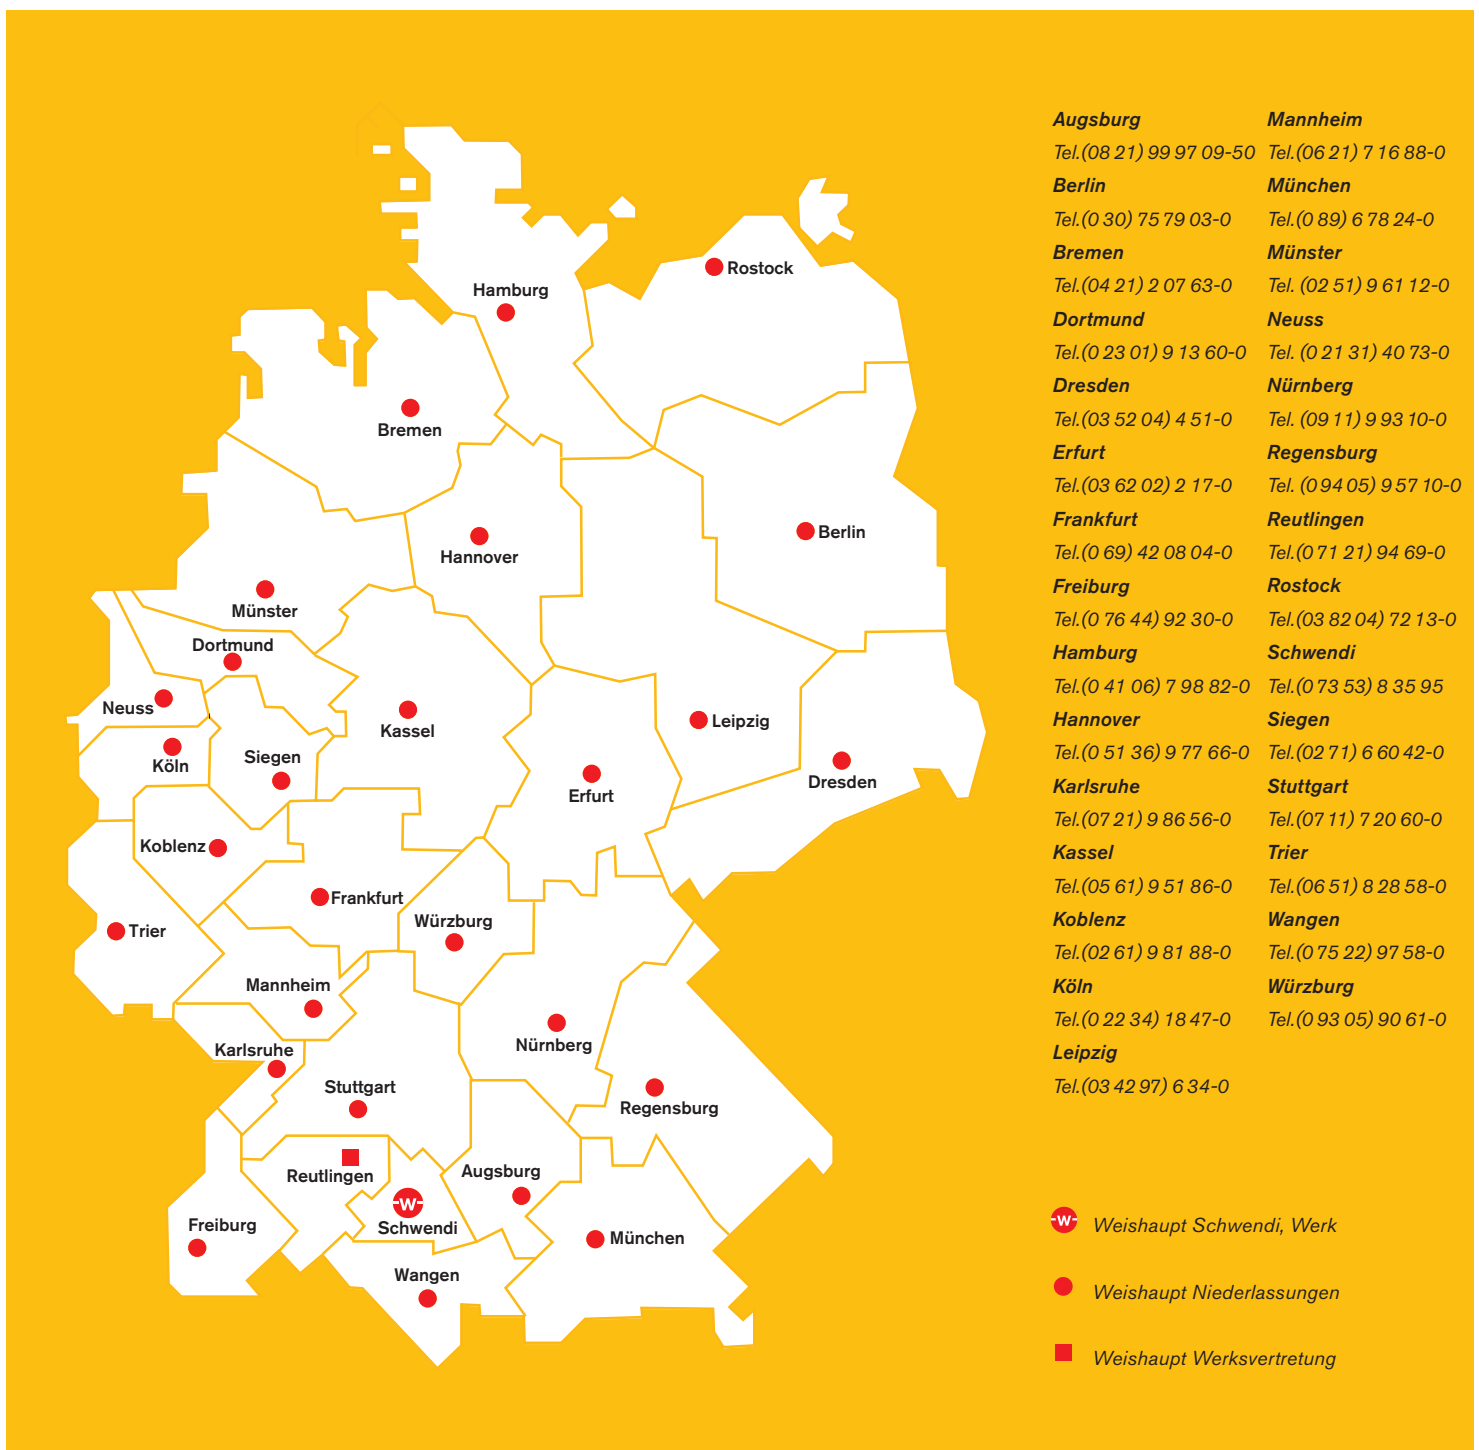 Rostock
Hamburg
Bremen
Berlin
Hannover
Münster
Dortmund
Neuss
Kassel
Leipzig
Köln
Siegen
Dresden
Erfurt
Koblenz
Frankfurt
Würzburg
Trier
Mannheim
Nürnberg
Karlsruhe
Stuttgart
Regensburg
Reutlingen
Augsburg
W
Schwendi
Freiburg
München
Wangen
Augsburg
Tel.(08 21) 99 97 09-50
Berlin
Tel.(0 30) 75 79 03-0
Bremen
Tel.(04 21) 2 07 63-0
Dortmund
Tel.(0 23 01) 9 13 60-0
Dresden
Tel.(03 52 04) 4 51-0
Erfurt
Tel.(03 62 02) 2 17-0
Frankfurt
Tel.(0 69) 42 08 04-0
Freiburg
Tel.(0 76 44) 92 30-0
Hamburg
Tel.(0 41 06) 7 98 82-0
Hannover
Tel.(0 51 36) 9 77 66-0
Karlsruhe
Tel.(07 21) 9 86 56-0
Kassel
Tel.(05 61) 9 51 86-0
Koblenz
Tel.(02 61) 9 81 88-0
Köln
Tel.(0 22 34) 18 47-0
Leipzig
Tel.(03 42 97) 6 34-0
Mannheim
Tel.(06 21) 7 16 88-0
München
Tel.(0 89) 6 78 24-0
Münster
Tel. (02 51) 9 61 12-0
Neuss
Tel. (0 21 31) 40 73-0
Nürnberg
Tel. (09 11) 9 93 10-0
Regensburg
Tel. (0 94 05) 9 57 10-0
Reutlingen
Tel.(0 71 21) 94 69-0
Rostock
Tel.(03 82 04) 72 13-0
Schwendi
Tel.(0 73 53) 8 35 95
Siegen
Tel.(02 71) 6 60 42-0
Stuttgart
Tel.(07 11) 7 20 60-0
Trier
Tel.(06 51) 8 28 58-0
Wangen
Tel.(0 75 22) 97 58-0
Würzburg
Tel.(0 93 05) 90 61-0
W Weishaupt Schwendi, Werk
Weishaupt Niederlassungen
Weishaupt Werksvertretung